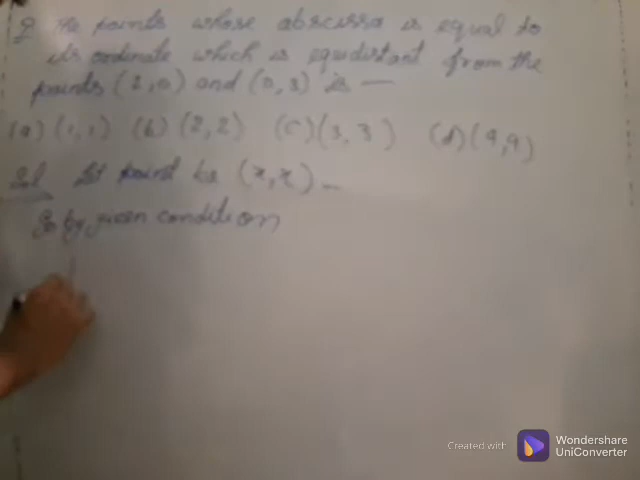 Q The points whose abscissa is equal to
its ordinate which is equidistant from the
points (1,0) and (0,3) is —
(a) (1,1) (b) (2,2) (c) (3,3) (d) (4,4)
Sol Let point be (x,x) —
So by given condition
Created with Wondershare
UniConverter